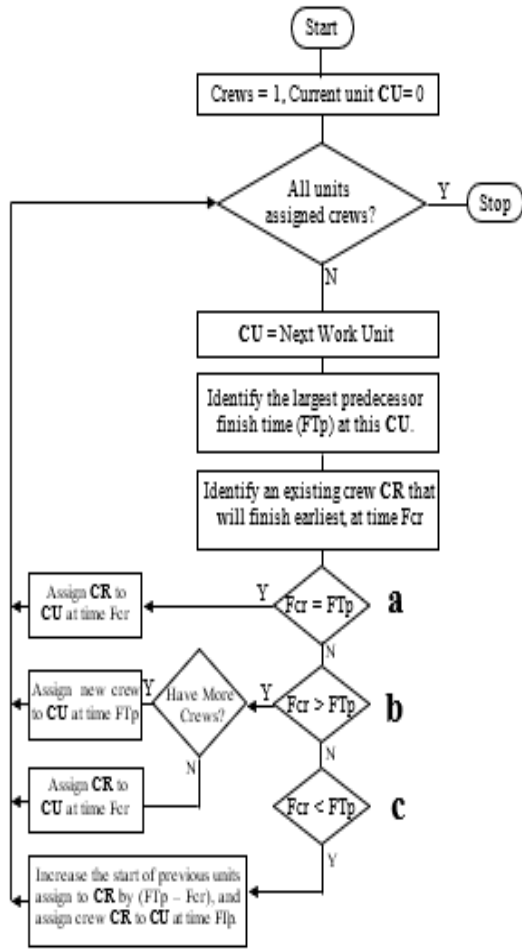 Start
Crews = 1, Current unit CU= 0
All units
assigned crews?
Y
Stop
N
CU = Next Work Unit
Identify the largest predecessor
finish time (FTp) at this CU.
Identify an existing crew CR that
will finish earliest, at time Fcr
Assign CR to
CU at time Fcr
Y
Fcr = FTp
a
N
Assign new crew
to CU at time FTp
Y
Have More
Crews?
Y
Fcr > FTp
b
N
N
Assign CR to
CU at time Fcr
Fcr < FTp
c
Y
Increase the start of previous units
assign to CR by (FTp – Fcr), and
assign crew CR to CU at time FTp.